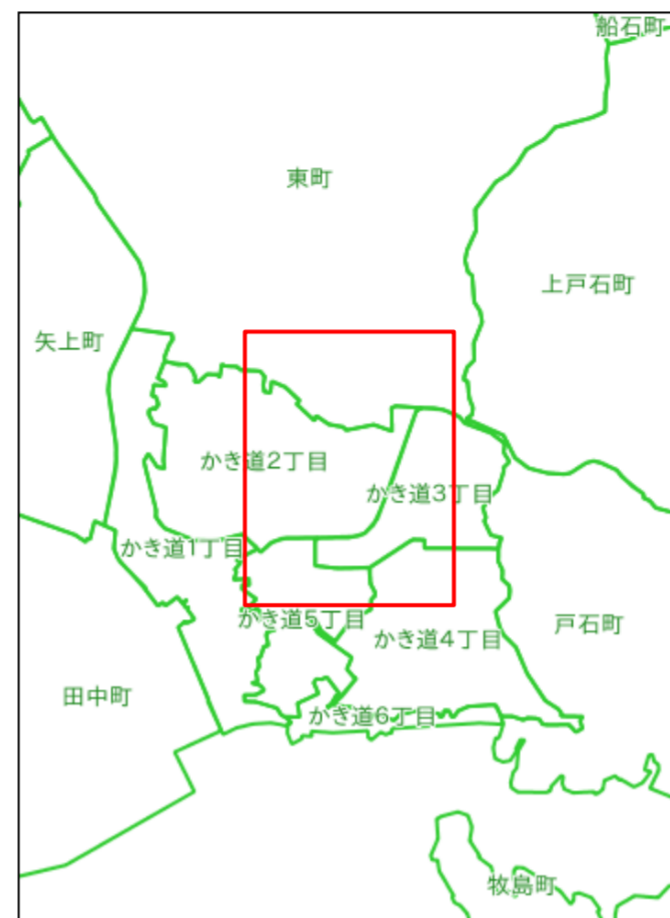 船石町
東町
上戸石町
矢上町
かき道2丁目
かき道3丁目
かき道1丁目
かき道5丁目
戸石町
かき道4丁目
田中町
かき道6丁目
牧島町